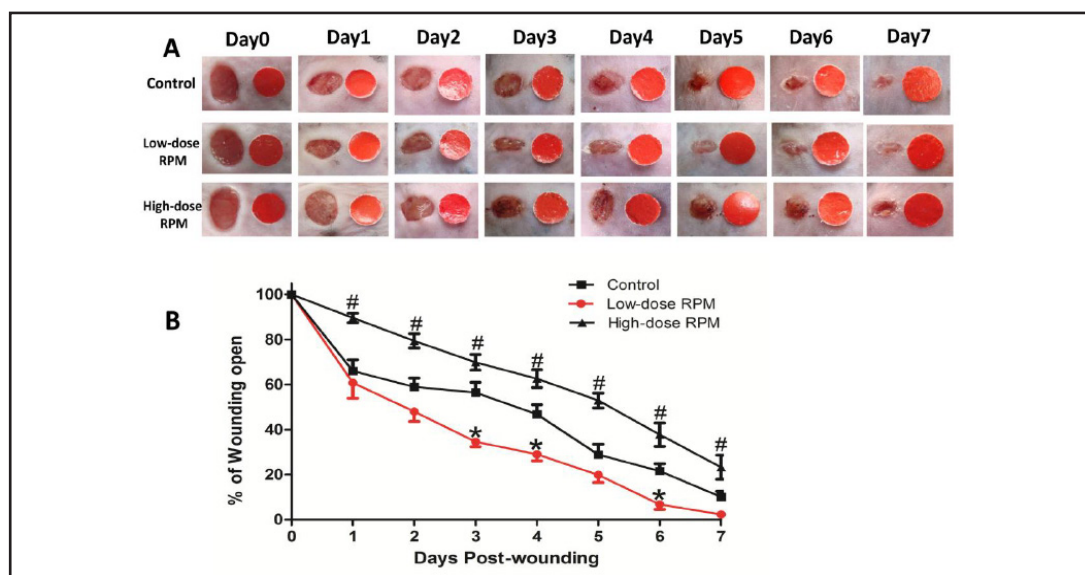 A
Day0 Day1 Day2 Day3 Day4 Day5 Day6 Day7
Control
Low-dose
RPM
High-dose
RPM
B
Control
Low-dose RPM
High-dose RPM
% of Wounding open
100
80
60
40
20
0
# # # # # # #
* * *
0 1 2 3 4 5 6 7
Days Post-wounding